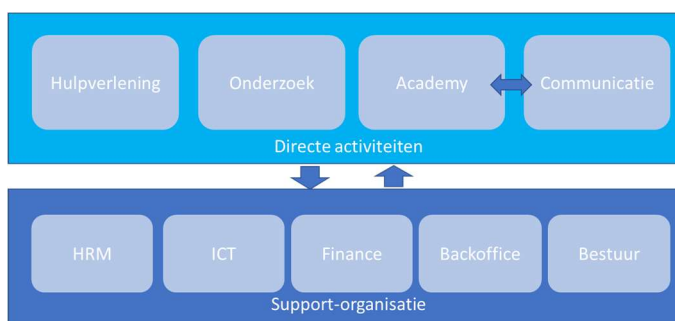 Hulpverlening
Onderzoek
Academy
Communicatie
Directe activiteiten
HRM
ICT
Finance
Backoffice
Bestuur
Support-organisatie